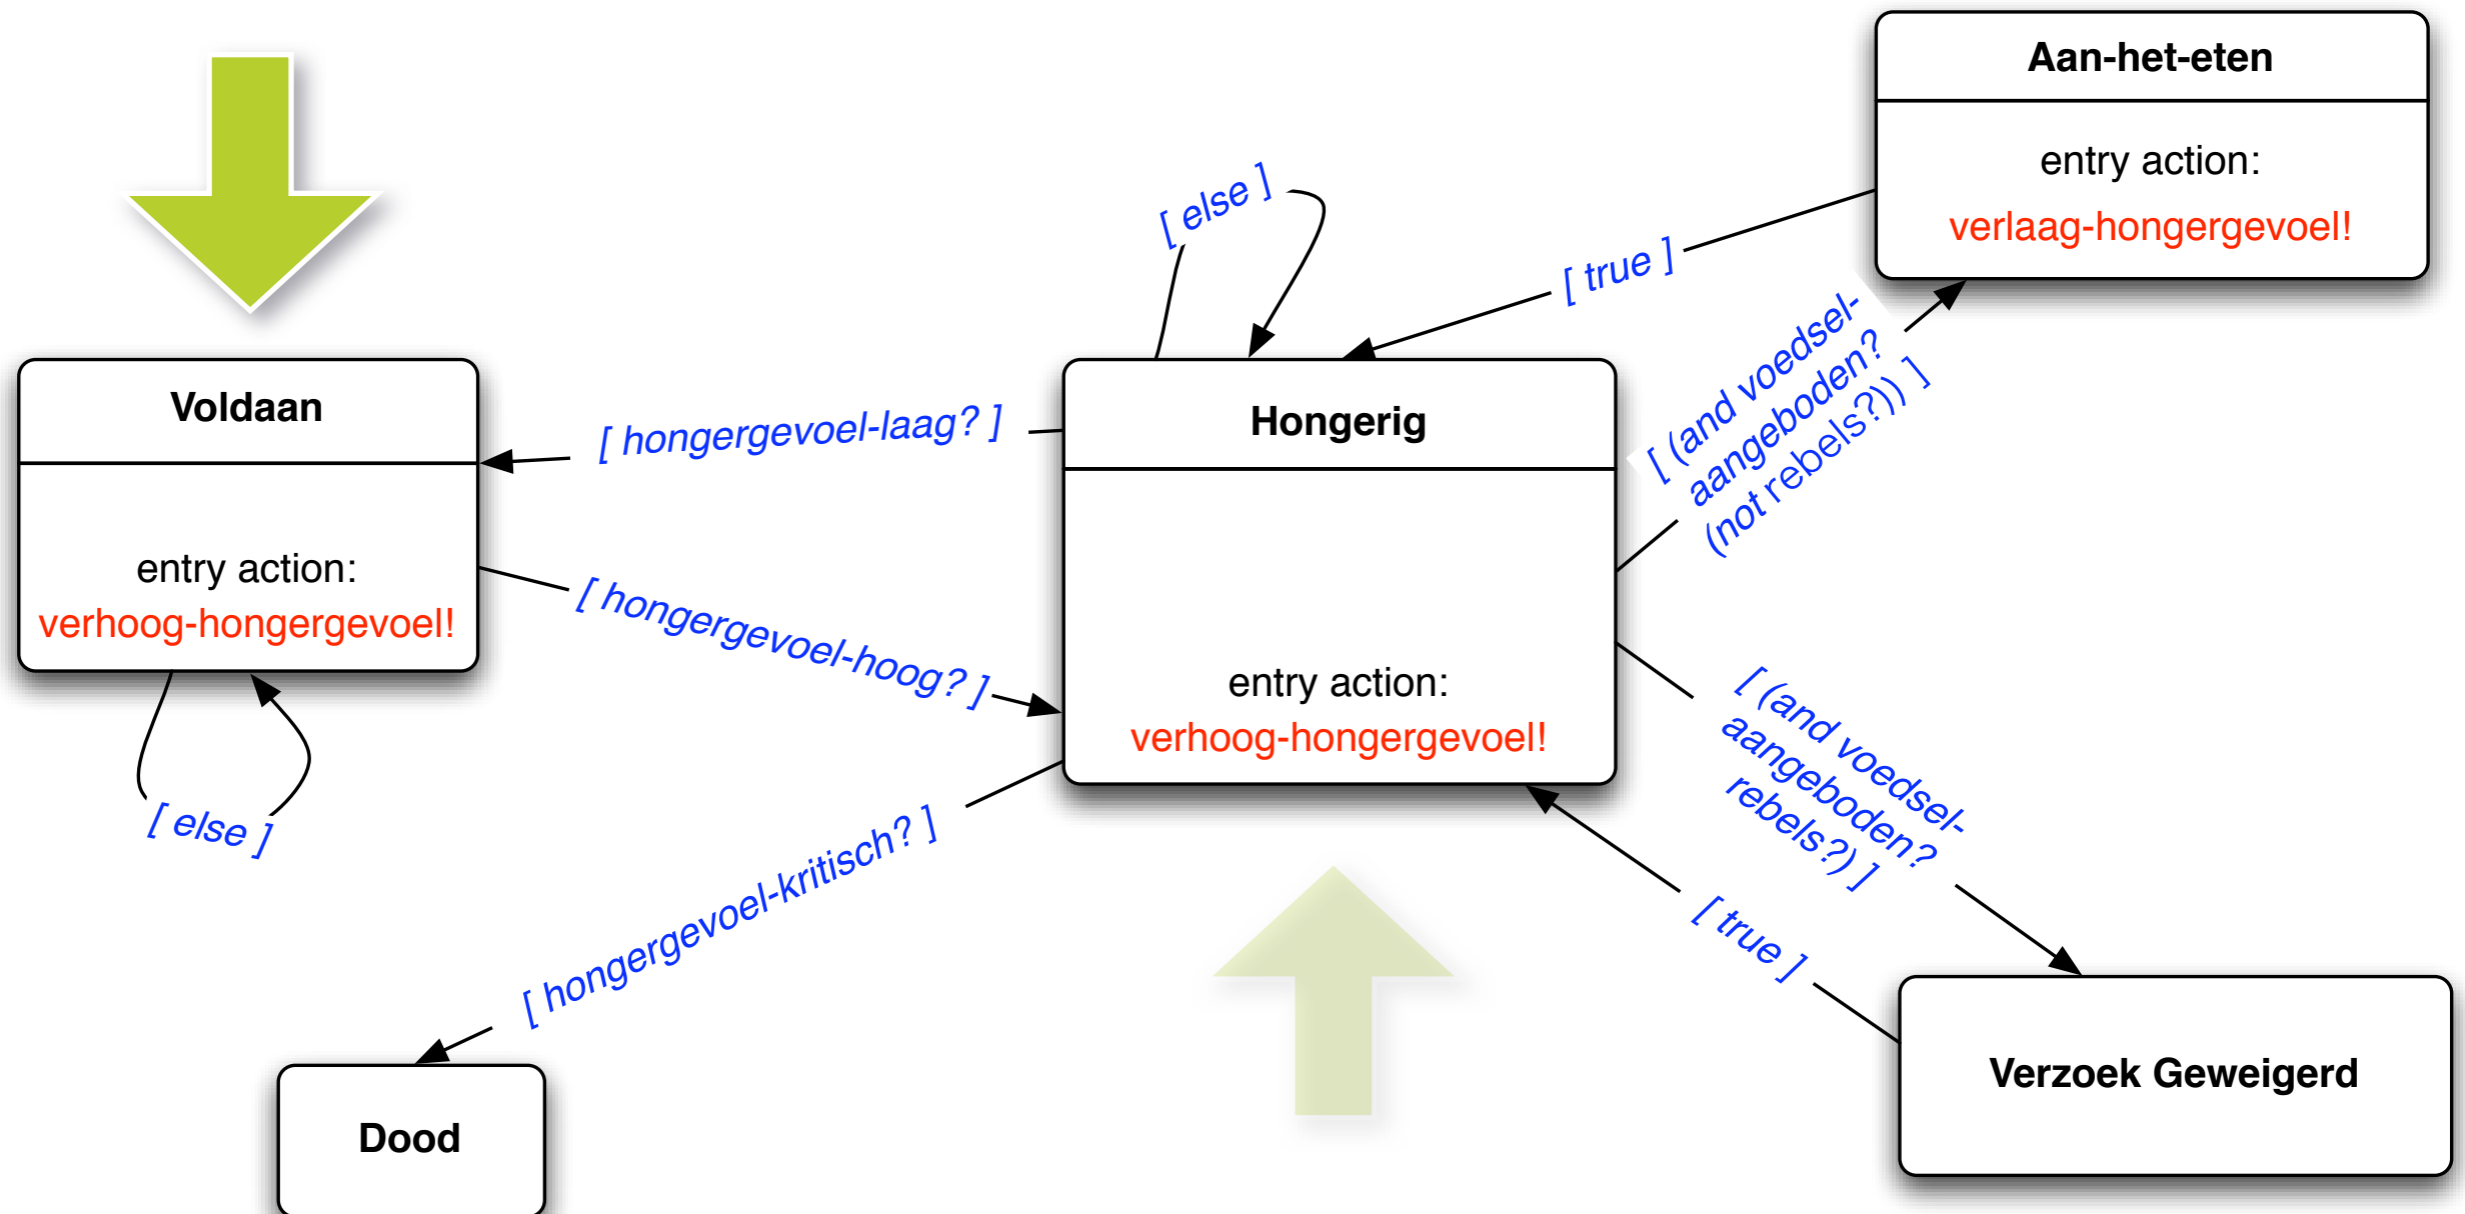 Aan-het-eten
entry action:
verlaag-hongergevoel!
[ else ]
[ true ]
[ (and voedsel-
aangeboden?
(not rebels?)) ]
Voldaan
entry action:
verhoog-hongergevoel!
[ else ]
[ hongergevoel-laag? ]
[ hongergevoel-hoog? ]
Hongerig
entry action:
verhoog-hongergevoel!
[ hongergevoel-kritisch? ]
[ (and voedsel-
aangeboden?
rebels?) ]
[ true ]
Verzoek Geweigerd
Dood